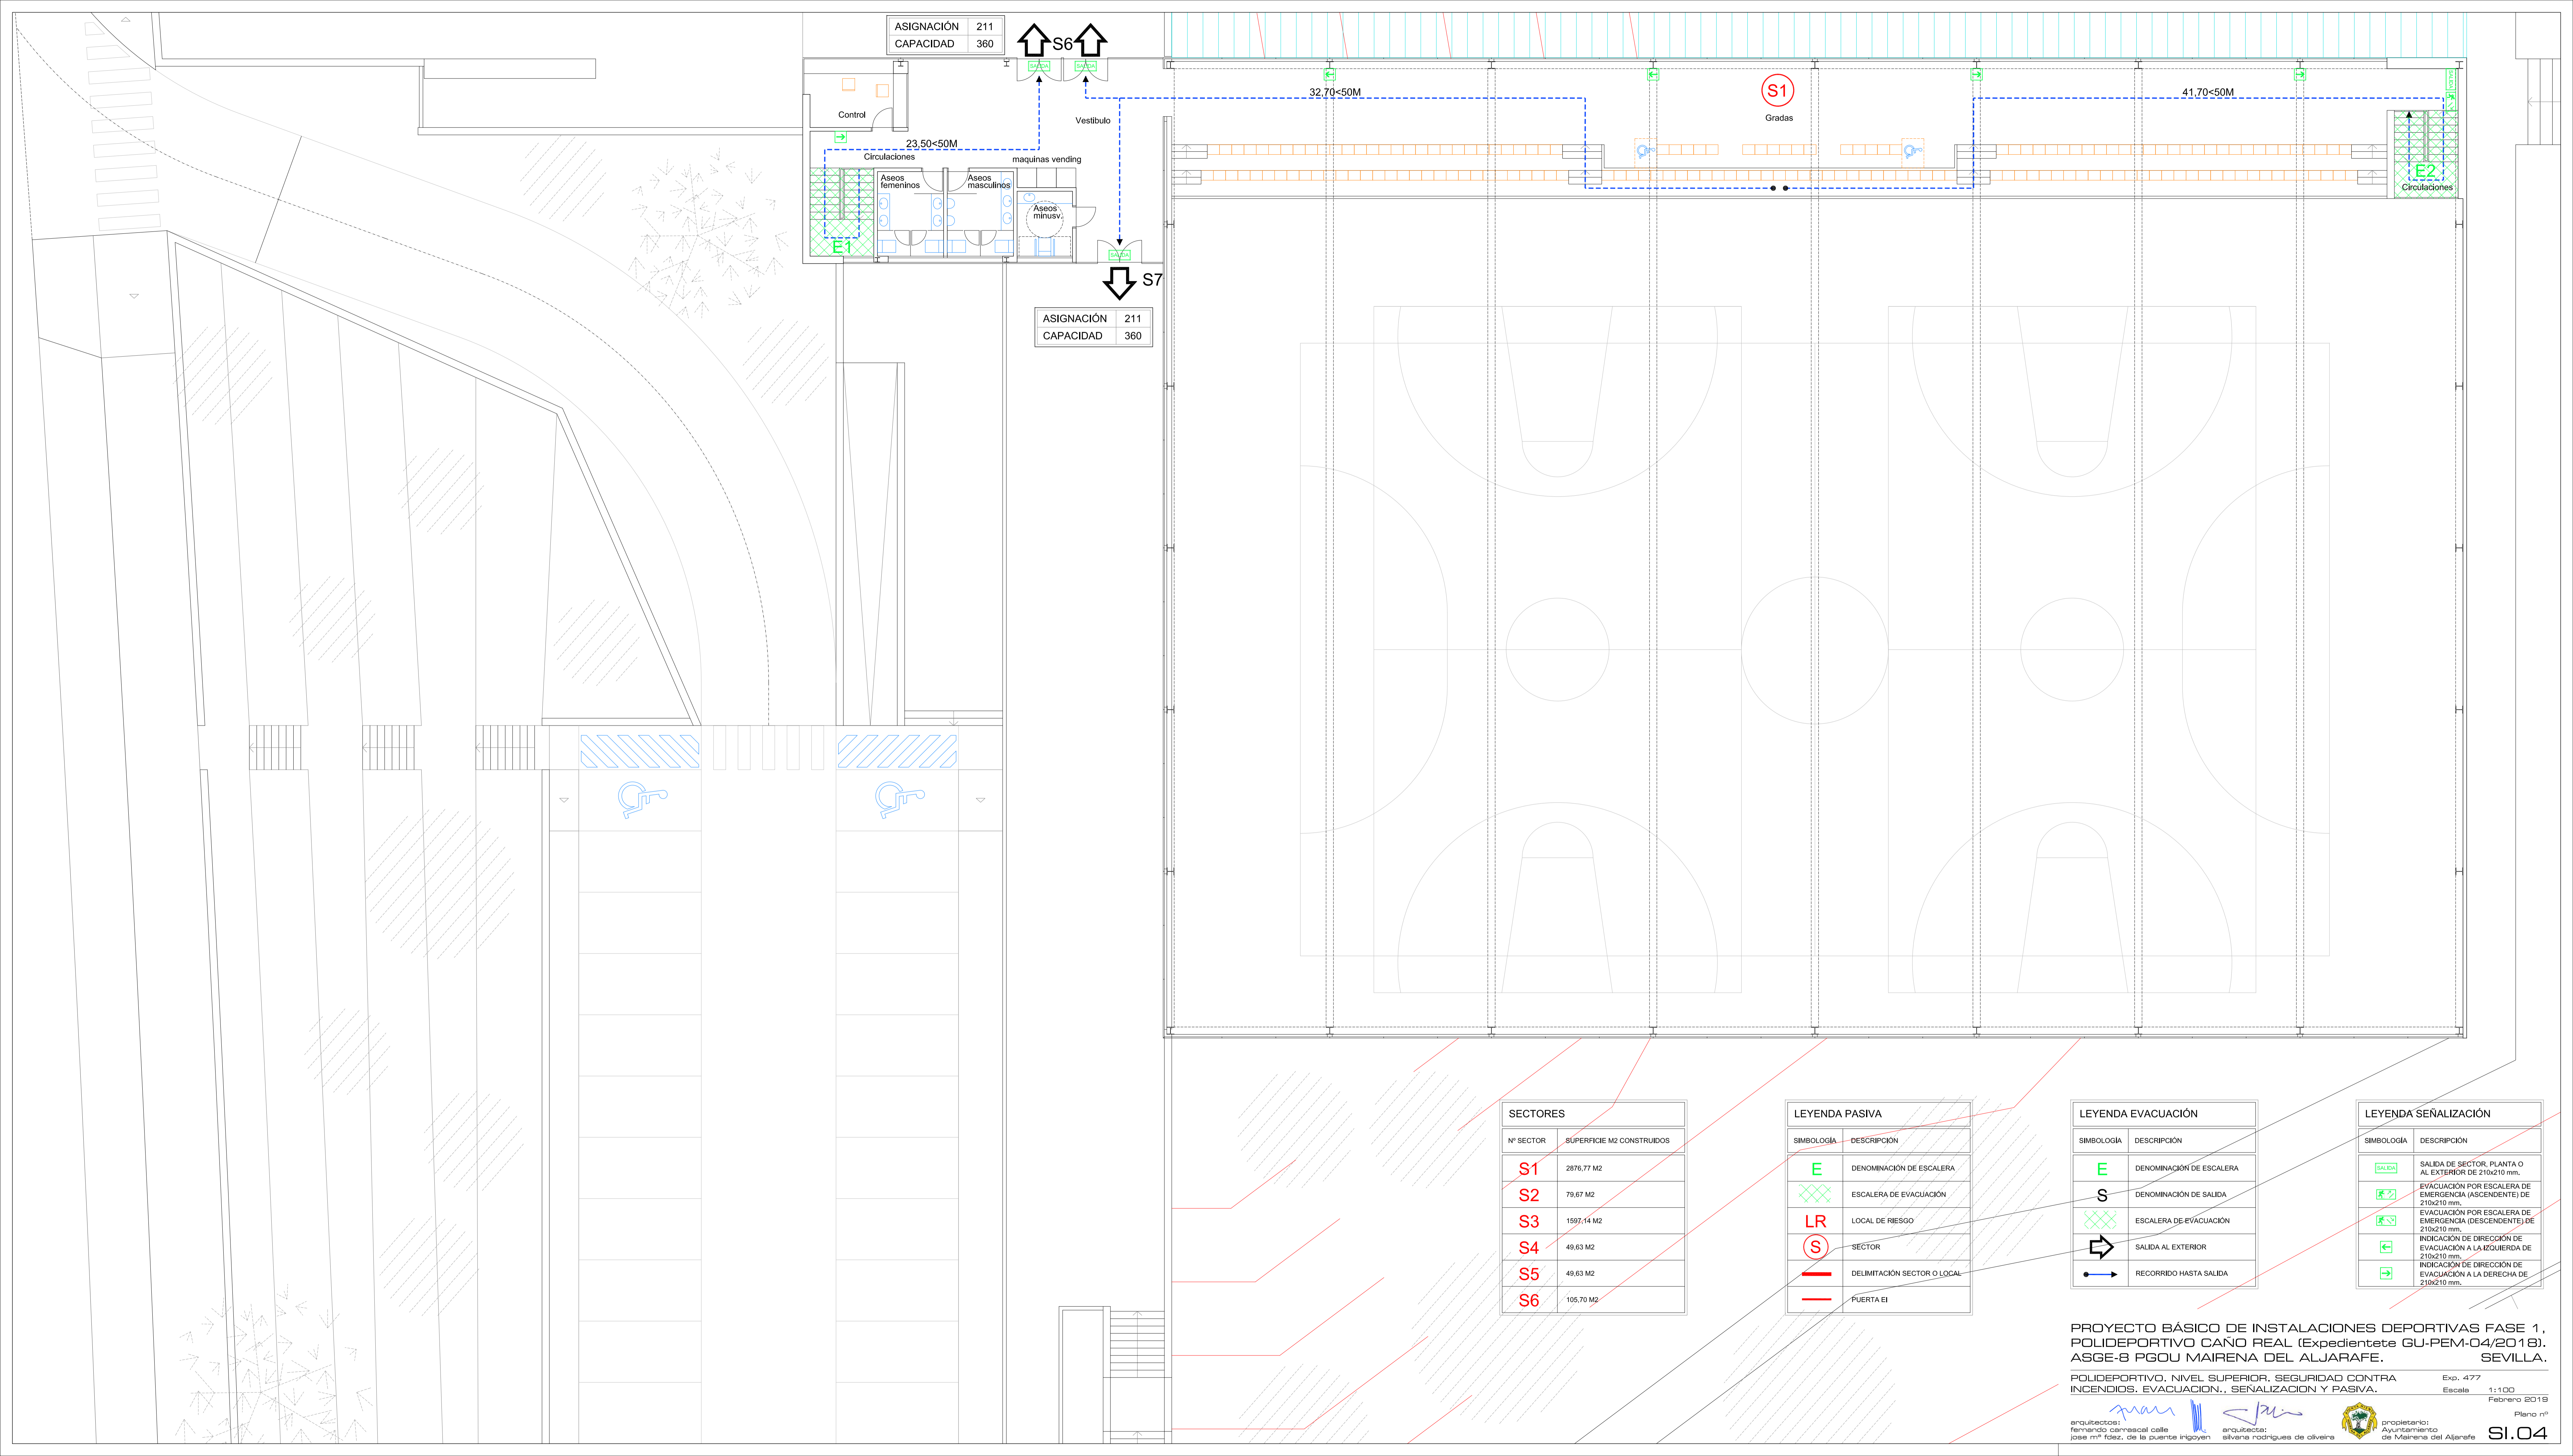 ASIGNACIÓN 211
CAPACIDAD 360
S6
SALIDA SALIDA
Control
23,50<50M
Circulaciones
Aseos
femeninos
Aseos
masculinos
maquinas vending
Aseos
minusv.
Vestibulo
E1
SALIDA
S7
ASIGNACIÓN 211
CAPACIDAD 360
32,70<50M
S1
Gradas
41,70<50M
SALIDA
E2
Circulaciones
SECTORES
Nº SECTOR SUPERFICIE M2 CONSTRUIDOS
S1 2876,77 M2
S2 79,67 M2
S3 1597,14 M2
S4 49,63 M2
S5 49,63 M2
S6 105,70 M2
LEYENDA PASIVA
SIMBOLOGÍA DESCRIPCIÓN
E DENOMINACIÓN DE ESCALERA
ESCALERA DE EVACUACIÓN
LR LOCAL DE RIESGO
S SECTOR
DELIMITACIÓN SECTOR O LOCAL
PUERTA EI
LEYENDA EVACUACIÓN
SIMBOLOGÍA DESCRIPCIÓN
E DENOMINACIÓN DE ESCALERA
S DENOMINACIÓN DE SALIDA
ESCALERA DE EVACUACIÓN
SALIDA AL EXTERIOR
RECORRIDO HASTA SALIDA
LEYENDA SEÑALIZACIÓN
SIMBOLOGÍA DESCRIPCIÓN
SALIDA SALIDA DE SECTOR, PLANTA O
AL EXTERIOR DE 210x210 mm.
EVACUACIÓN POR ESCALERA DE
EMERGENCIA (ASCENDENTE) DE
210x210 mm.
EVACUACIÓN POR ESCALERA DE
EMERGENCIA (DESCENDENTE) DE
210x210 mm.
INDICACIÓN DE DIRECCIÓN DE
EVACUACIÓN A LA IZQUIERDA DE
210x210 mm.
INDICACIÓN DE DIRECCIÓN DE
EVACUACIÓN A LA DERECHA DE
210x210 mm.
PROYECTO BÁSICO DE INSTALACIONES DEPORTIVAS FASE 1,
POLIDEPORTIVO CAÑO REAL (Expedientete GU-PEM-04/2018).
ASGE-8 PGOU MAIRENA DEL ALJARAFE. SEVILLA.
POLIDEPORTIVO, NIVEL SUPERIOR, SEGURIDAD CONTRA
INCENDIOS. EVACUACION., SEÑALIZACION Y PASIVA.
Exp. 477
Escala 1:100
Febrero 2019
Plano nº
SI.04
arquitectos:
fernando carrascal calle
jose mª fdez. de la puente irigoyen
arquitecta:
silvana rodrigues de oliveira
propietario:
Ayuntamiento
de Mairena del Aljarafe